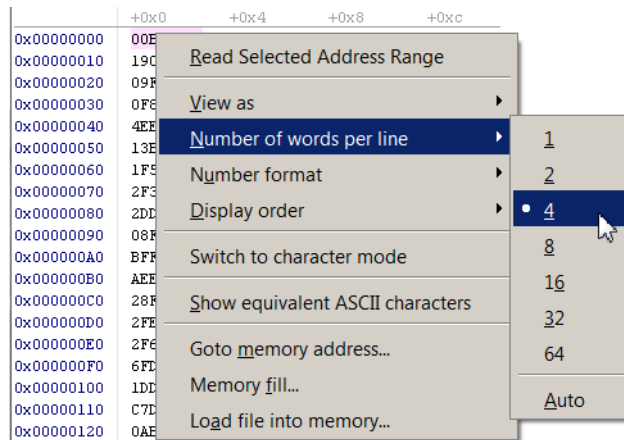 +0x0 +0x4 +0x8 +0xc
0x00000000
0x00000010
0x00000020
0x00000030
0x00000040
0x00000050
0x00000060
0x00000070
0x00000080
0x00000090
0x000000A0
0x000000B0
0x000000C0
0x000000D0
0x000000E0
0x000000F0
0x00000100
0x00000110
0x00000120
Read Selected Address Range
View as
Number of words per line
Number format
Display order
Switch to character mode
Show equivalent ASCII characters
Goto memory address...
Memory fill...
Load file into memory...
1
2
4
8
16
32
64
Auto